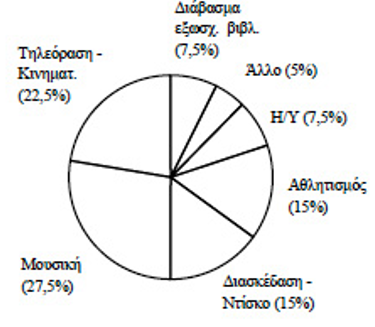 Διάβασμα
εξωσχ. βιβλ.
(7,5%)
Άλλο (5%)
Η/Υ (7,5%)
Αθλητισμός
(15%)
Διασκέδαση -
Ντίσκο (15%)
Μουσική
(27,5%)
Τηλεόραση -
Κινηματ.
(22,5%)